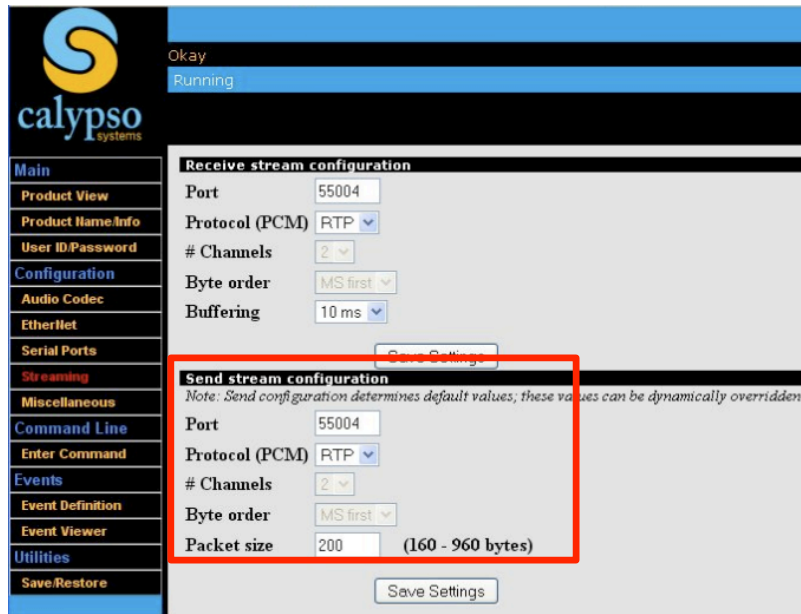 calypso
systems
Okay
Running
Main
Product View
Product Name/Info
User ID/Password
Configuration
Audio Codec
EtherNet
Serial Ports
Streaming
Miscellaneous
Command Line
Enter Command
Events
Event Definition
Event Viewer
Utilities
Save/Restore
Receive stream configuration
Port 55004
Protocol (PCM) RTP
# Channels 2
Byte order MS first
Buffering 10 ms
Save Settings
Send stream configuration
Note: Send configuration determines default values; these values can be dynamically overridden
Port 55004
Protocol (PCM) RTP
# Channels 2
Byte order MS first
Packet size 200 (160 - 960 bytes)
Save Settings